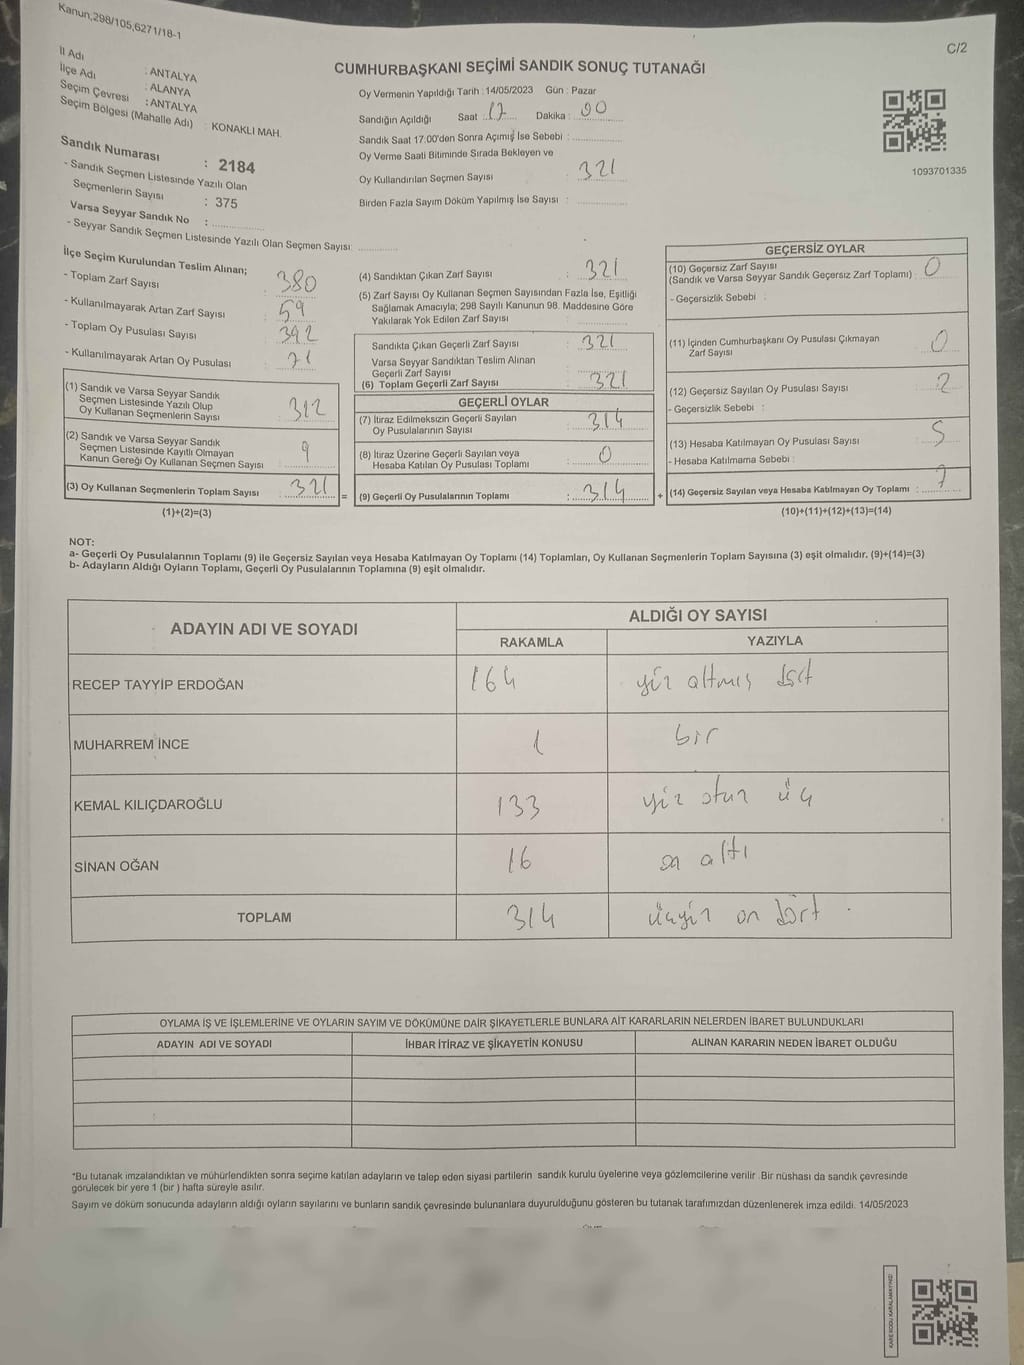 Kanun,298/105,6271/18-1
C/2
İl Adı : ANTALYA
İlçe Adı : ALANYA
Seçim Çevresi : ANTALYA
Seçim Bölgesi (Mahalle Adı) : KONAKLI MAH.
Sandık Numarası : 2184
- Sandık Seçmen Listesinde Yazılı Olan
Seçmenlerin Sayısı : 375
Varsa Seyyar Sandık No :
- Seyyar Sandık Seçmen Listesinde Yazılı Olan Seçmen Sayısı:
CUMHURBAŞKANI SEÇİMİ SANDIK SONUÇ TUTANAĞI
Oy Vermenin Yapıldığı Tarih : 14/05/2023 Gün : Pazar
Sandığın Açıldığı Saat : 17 Dakika : 00
Sandık Saat 17.00'den Sonra Açımış İse Sebebi :
Oy Verme Saati Bitiminde Sırada Bekleyen ve
Oy Kullandırılan Seçmen Sayısı : 321
Birden Fazla Sayım Döküm Yapılmış İse Sayısı :
1093701335
İlçe Seçim Kurulundan Teslim Alınan;
- Toplam Zarf Sayısı : 380
- Kullanılmayarak Artan Zarf Sayısı : 59
- Toplam Oy Pusulası Sayısı : 392
- Kullanılmayarak Artan Oy Pusulası : 71
(1) Sandık ve Varsa Seyyar Sandık
Seçmen Listesinde Yazılı Olup
Oy Kullanan Seçmenlerin Sayısı : 312
(2) Sandık ve Varsa Seyyar Sandık
Seçmen Listesinde Kayıtlı Olmayan
Kanun Gereği Oy Kullanan Seçmen Sayısı : 9
(3) Oy Kullanan Seçmenlerin Toplam Sayısı : 321 =
(1)+(2)=(3)
(4) Sandıktan Çıkan Zarf Sayısı : 321
(5) Zarf Sayısı Oy Kullanan Seçmen Sayısından Fazla İse, Eşitliği
Sağlamak Amacıyla; 298 Sayılı Kanunun 98. Maddesine Göre
Yakılarak Yok Edilen Zarf Sayısı :
Sandıkta Çıkan Geçerli Zarf Sayısı : 321
Varsa Seyyar Sandıktan Teslim Alınan
Geçerli Zarf Sayısı :
(6) Toplam Geçerli Zarf Sayısı : 321
GEÇERLİ OYLAR
(7) İtiraz Edilmeksizin Geçerli Sayılan
Oy Pusulalarının Sayısı : 314
(8) İtiraz Üzerine Geçerli Sayılan veya
Hesaba Katılan Oy Pusulası Toplamı : 0
(9) Geçerli Oy Pusulalarının Toplamı : 314 +
GEÇERSİZ OYLAR
(10) Geçersiz Zarf Sayısı
(Sandık ve Varsa Seyyar Sandık Geçersiz Zarf Toplamı) : 0
- Geçersizlik Sebebi :
(11) İçinden Cumhurbaşkanı Oy Pusulası Çıkmayan
Zarf Sayısı : 0
(12) Geçersiz Sayılan Oy Pusulası Sayısı : 2
- Geçersizlik Sebebi :
(13) Hesaba Katılmayan Oy Pusulası Sayısı : 5
- Hesaba Katılmama Sebebi :
(14) Geçersiz Sayılan veya Hesaba Katılmayan Oy Toplamı : 7
(10)+(11)+(12)+(13)=(14)
NOT:
a- Geçerli Oy Pusulalarının Toplamı (9) ile Geçersiz Sayılan veya Hesaba Katılmayan Oy Toplamı (14) Toplamları, Oy Kullanan Seçmenlerin Toplam Sayısına (3) eşit olmalıdır. (9)+(14)=(3)
b- Adayların Aldığı Oyların Toplamı, Geçerli Oy Pusulalarının Toplamına (9) eşit olmalıdır.
ADAYIN ADI VE SOYADI ALDIĞI OY SAYISI
RAKAMLA YAZIYLA
RECEP TAYYİP ERDOĞAN 164 yüz altmış dört
MUHARREM İNCE 1 bir
KEMAL KILIÇDAROĞLU 133 yüz otuz üç
SİNAN OĞAN 16 on altı
TOPLAM 314 üçyüz on dört
OYLAMA İŞ VE İŞLEMLERİNE VE OYLARIN SAYIM VE DÖKÜMÜNE DAİR ŞİKAYETLERLE BUNLARA AİT KARARLARIN NELERDEN İBARET BULUNDUKLARI
ADAYIN ADI VE SOYADI İHBAR İTİRAZ VE ŞİKAYETİN KONUSU ALINAN KARARIN NEDEN İBARET OLDUĞU
*Bu tutanak imzalandıktan ve mühürlendikten sonra seçime katılan adayların ve talep eden siyasi partilerin sandık kurulu üyelerine veya gözlemcilerine verilir. Bir nüshası da sandık çevresinde
görülecek bir yere 1 (bir ) hafta süreyle asılır.
Sayım ve döküm sonucunda adayların aldığı oyların sayılarını ve bunların sandık çevresinde bulunanlara duyurulduğunu gösteren bu tutanak tarafımızdan düzenlenerek imza edildi. 14/05/2023
KARE KODU KARALAMAYINIZ!